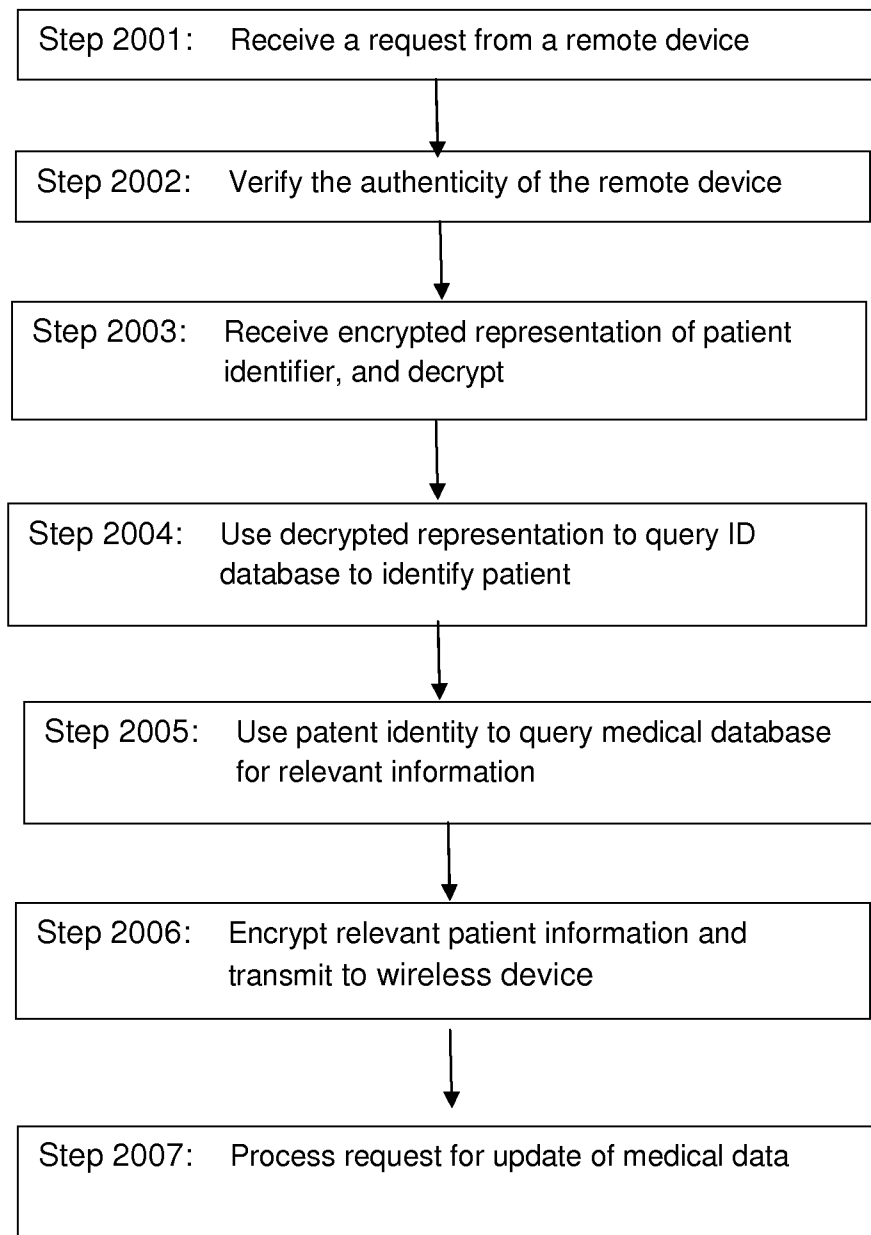 Step 2001: Receive a request from a remote device
Step 2002: Verify the authenticity of the remote device
Step 2003: Receive encrypted representation of patient
identifier, and decrypt
Step 2004: Use decrypted representation to query ID
database to identify patient
Step 2005: Use patent identity to query medical database
for relevant information
Step 2006: Encrypt relevant patient information and
transmit to wireless device
Step 2007: Process request for update of medical data